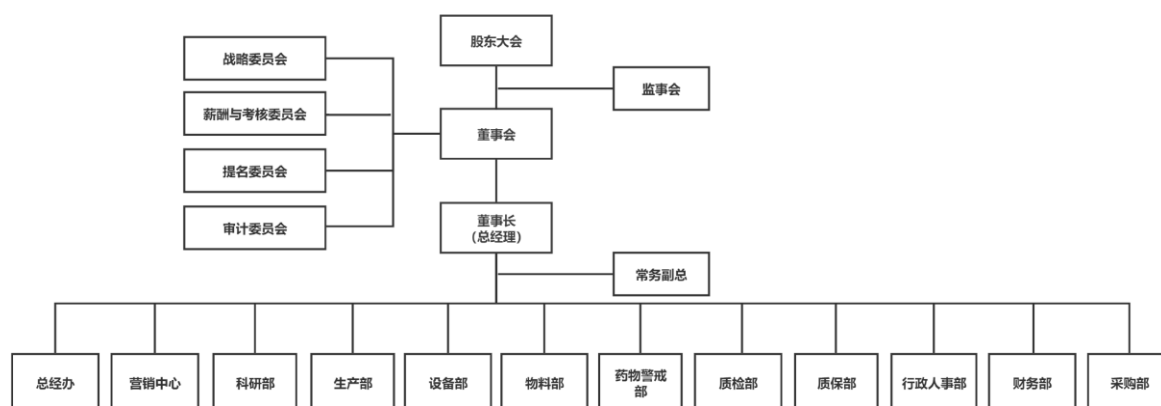 股东大会
战略委员会
监事会
薪酬与考核委员会
董事会
提名委员会
审计委员会
董事长
(总经理)
常务副总
总经办
营销中心
科研部
生产部
设备部
物料部
药物警戒
部
质检部
质保部
行政人事部
财务部
采购部